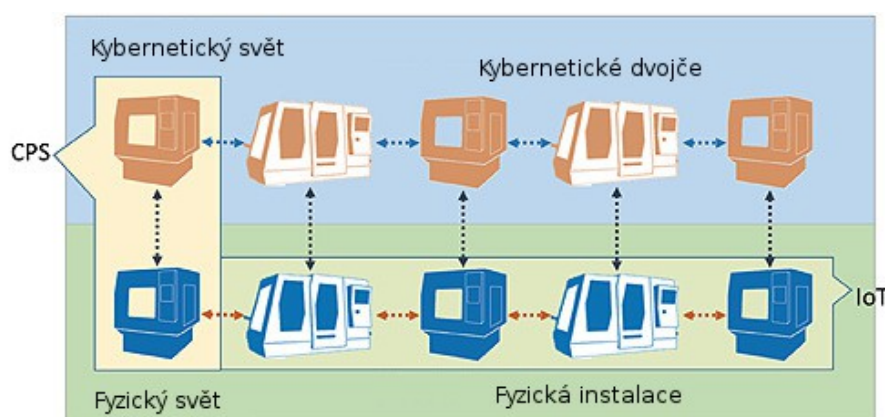 Kybernetický svět
Kybernetické dvojče
CPS
IoT
Fyzický svět
Fyzická instalace